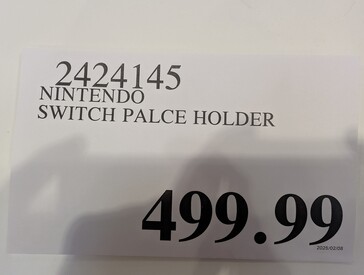 2424145
NINTENDO
SWITCH PALCE HOLDER
499.99